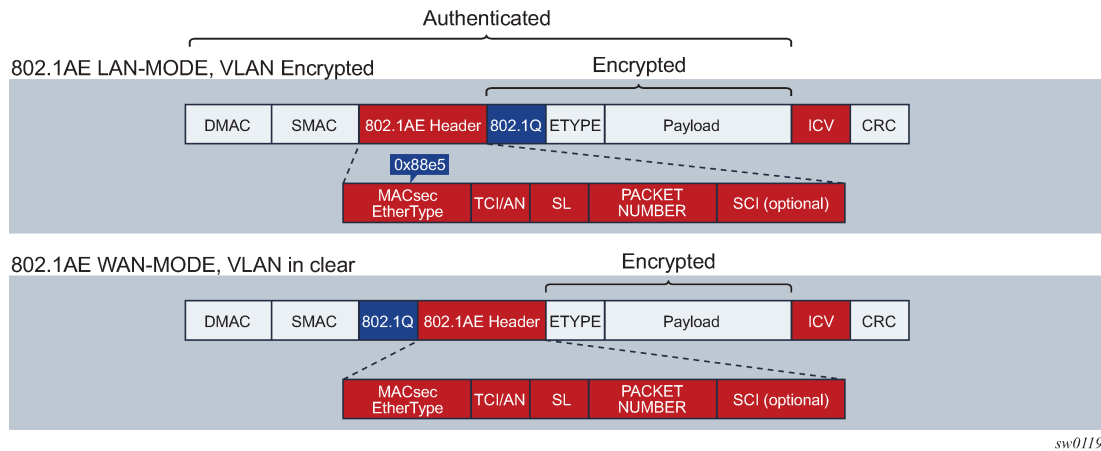 Authenticated
802.1AE LAN-MODE, VLAN Encrypted
Encrypted
DMAC SMAC 802.1AE Header 802.1Q ETYPE Payload ICV CRC
0x88e5
MACsec
EtherType TCI/AN SL PACKET
NUMBER SCI (optional)
802.1AE WAN-MODE, VLAN in clear
Encrypted
DMAC SMAC 802.1Q 802.1AE Header ETYPE Payload ICV CRC
MACsec
EtherType TCI/AN SL PACKET
NUMBER SCI (optional)
sw0119